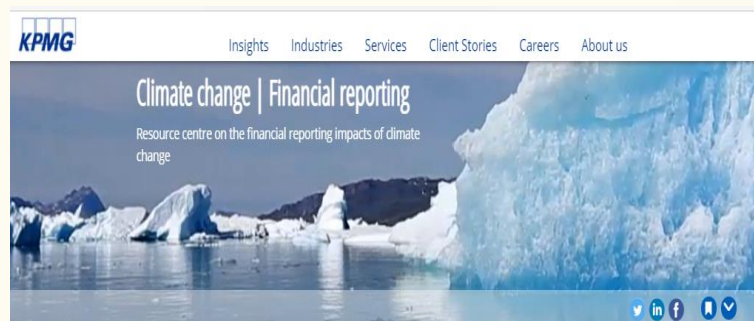 KPMG
Insights Industries Services Client Stories Careers About us
Climate change | Financial reporting
Resource centre on the financial reporting impacts of climate
change